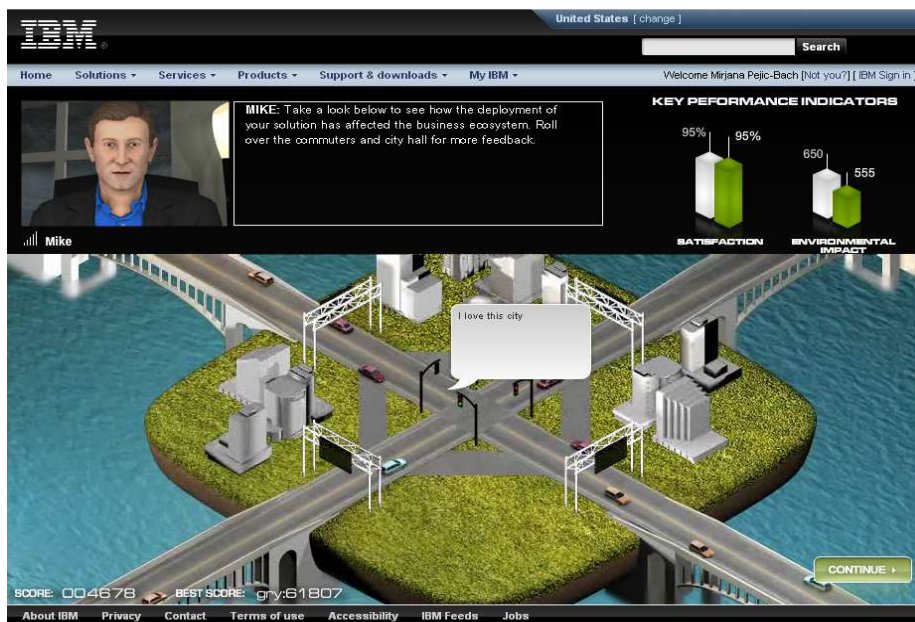 United States [ change ]
IBM®
Search
Home Solutions Services Products Support & downloads My IBM Welcome Mirjana Pejic-Bach [Not you?] [ IBM Sign in ]
MIKE: Take a look below to see how the deployment of
your solution has affected the business ecosystem. Roll
over the commuters and city hall for more feedback.
Mike
KEY PEFORMANCE INDICATORS
95% 95%
650 555
SATISFACTION
ENVIRONMENTAL
IMPACT
I love this city
CONTINUE
SCORE: 004678 BEST SCORE: gry:61807
About IBM Privacy Contact Terms of use Accessibility IBM Feeds Jobs